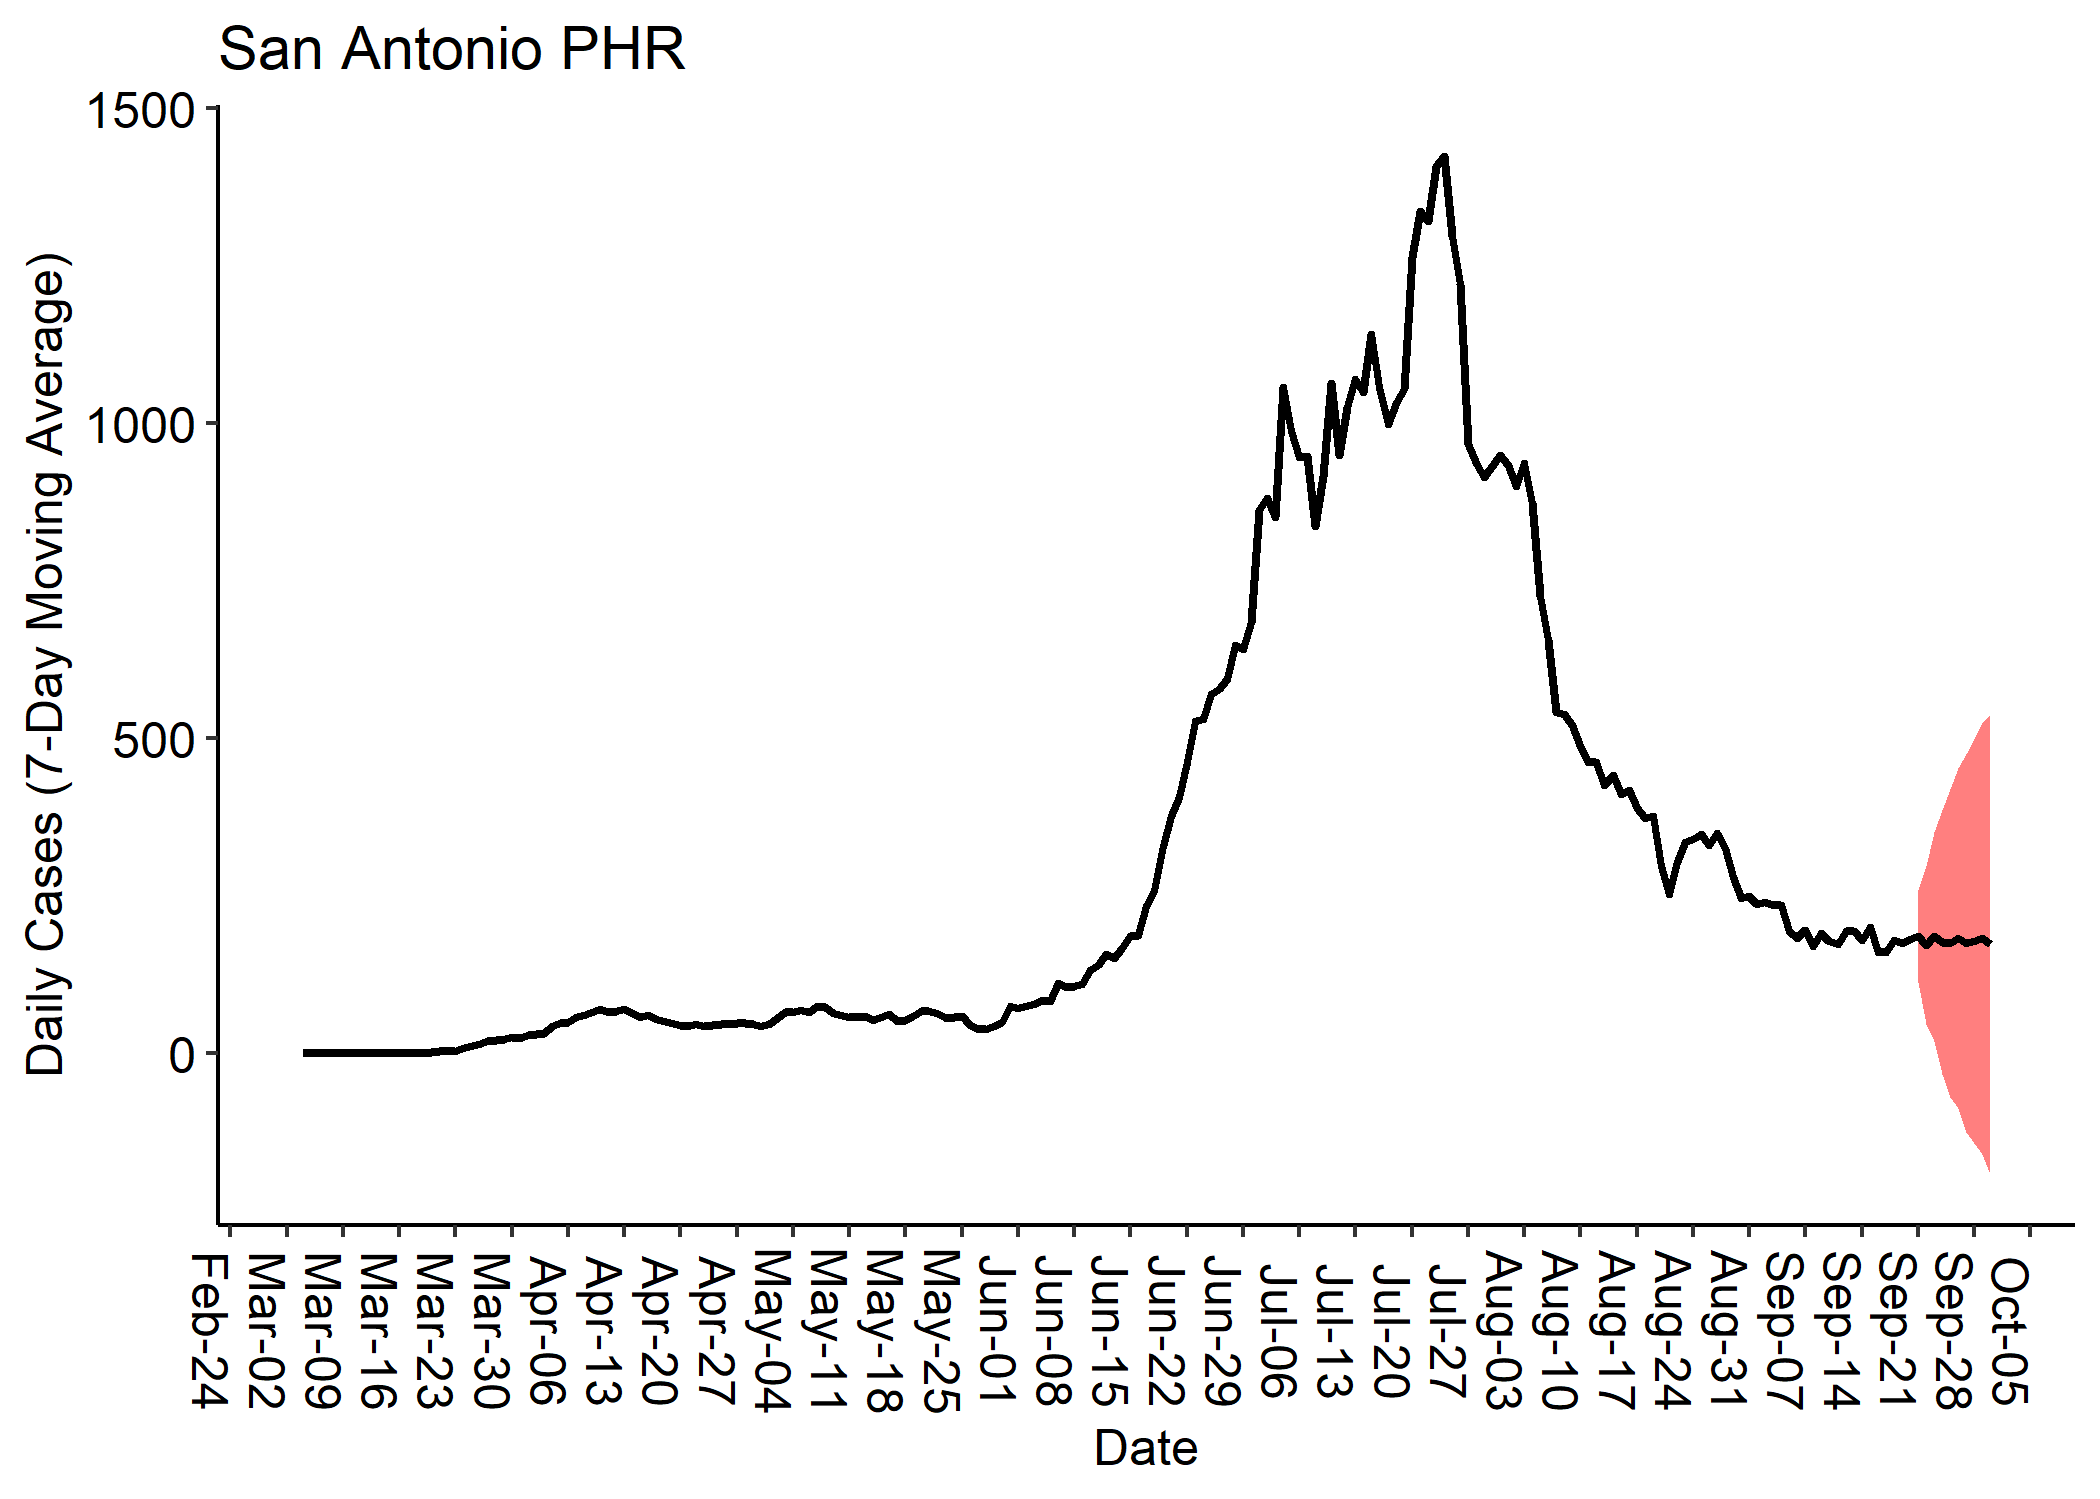 San Antonio PHR
1500
1000
500
0
Daily Cases (7-Day Moving Average)
Feb-24
Mar-02
Mar-09
Mar-16
Mar-23
Mar-30
Apr-06
Apr-13
Apr-20
Apr-27
May-04
May-11
May-18
May-25
Jun-01
Jun-08
Jun-15
Jun-22
Jun-29
Jul-06
Jul-13
Jul-20
Jul-27
Aug-03
Aug-10
Aug-17
Aug-24
Aug-31
Sep-07
Sep-14
Sep-21
Sep-28
Oct-05
Date